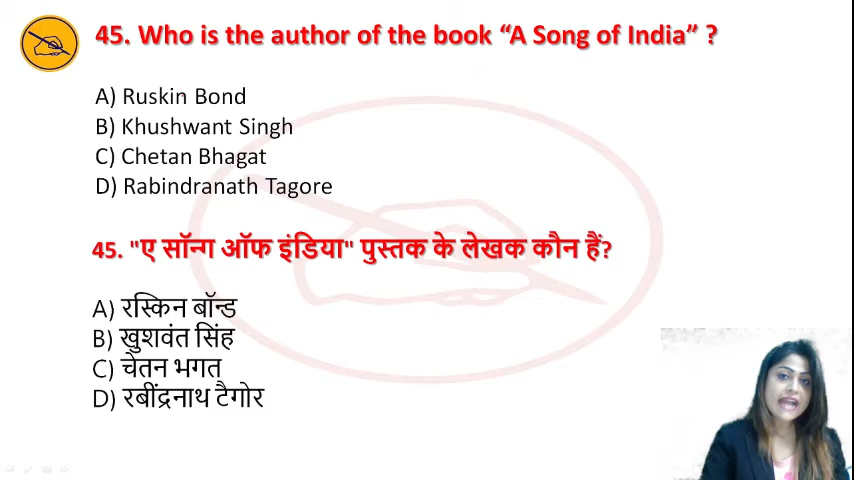 45. Who is the author of the book “A Song of India” ?
A) Ruskin Bond
B) Khushwant Singh
C) Chetan Bhagat
D) Rabindranath Tagore
45. "ए सॉन्ग ऑफ इंडिया" पुस्तक के लेखक कौन हैं?
A) रस्किन बॉन्ड
B) खुशवंत सिंह
C) चेतन भगत
D) रबींद्रनाथ टैगोर